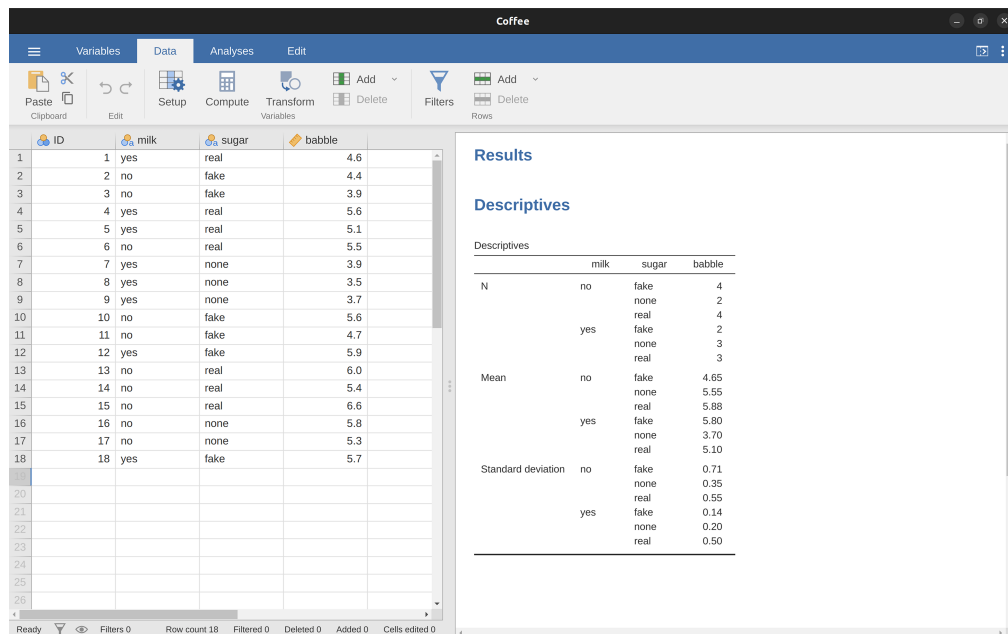 Coffee
Variables Data Analyses Edit
Paste Setup Compute Transform Add Delete Filters Add Delete
Clipboard Edit Variables Rows
ID milk sugar babble
1 1 yes real 4.6
2 2 no fake 4.4
3 3 no fake 3.9
4 4 yes real 5.6
5 5 yes real 5.1
6 6 no real 5.5
7 7 yes none 3.9
8 8 yes none 3.5
9 9 yes none 3.7
10 10 no fake 5.6
11 11 no fake 4.7
12 12 yes fake 5.9
13 13 no real 6.0
14 14 no real 5.4
15 15 no real 6.6
16 16 no none 5.8
17 17 no none 5.3
18 18 yes fake 5.7
19
20
21
22
23
24
25
26
Ready Filters 0 Row count 18 Filtered 0 Deleted 0 Added 0 Cells edited 0
Results
Descriptives
Descriptives
milk sugar babble
N no fake 4
none 2
real 4
yes fake 2
none 3
real 3
Mean no fake 4.65
none 5.55
real 5.88
yes fake 5.80
none 3.70
real 5.10
Standard deviation no fake 0.71
none 0.35
real 0.55
yes fake 0.14
none 0.20
real 0.50